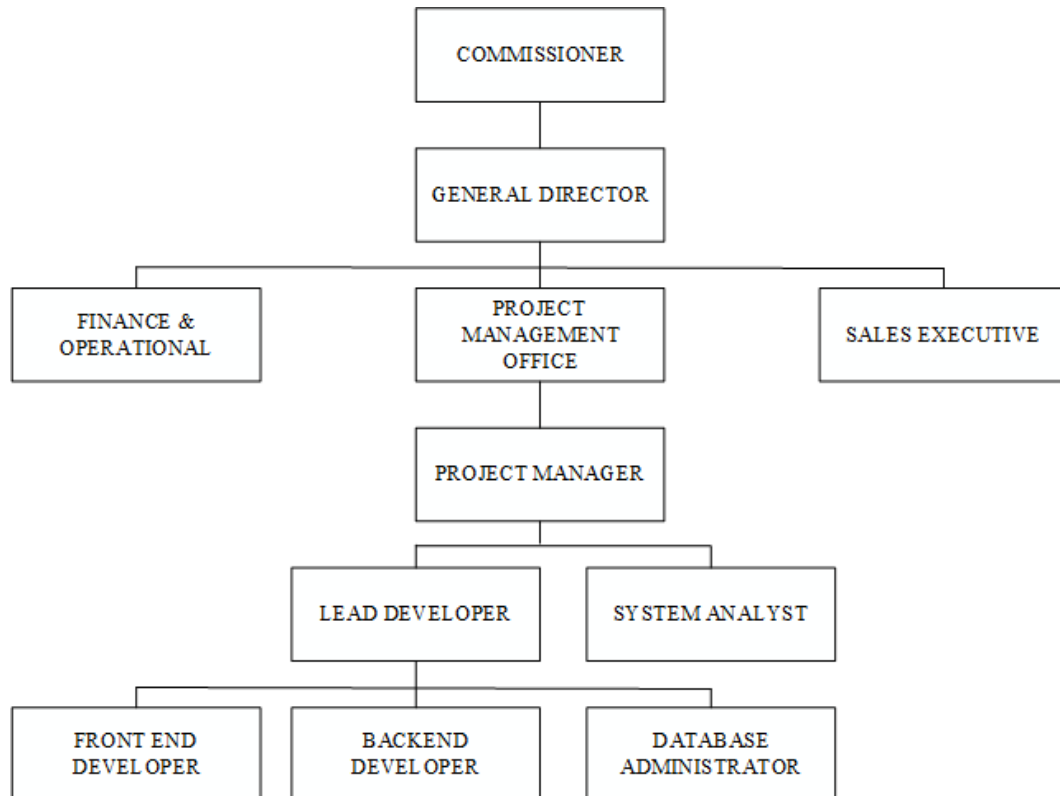 COMMISSIONER
GENERAL DIRECTOR
FINANCE &
OPERATIONAL
PROJECT
MANAGEMENT
OFFICE
SALES EXECUTIVE
PROJECT MANAGER
LEAD DEVELOPER
SYSTEM ANALYST
FRONT END
DEVELOPER
BACKEND
DEVELOPER
DATABASE
ADMINISTRATOR